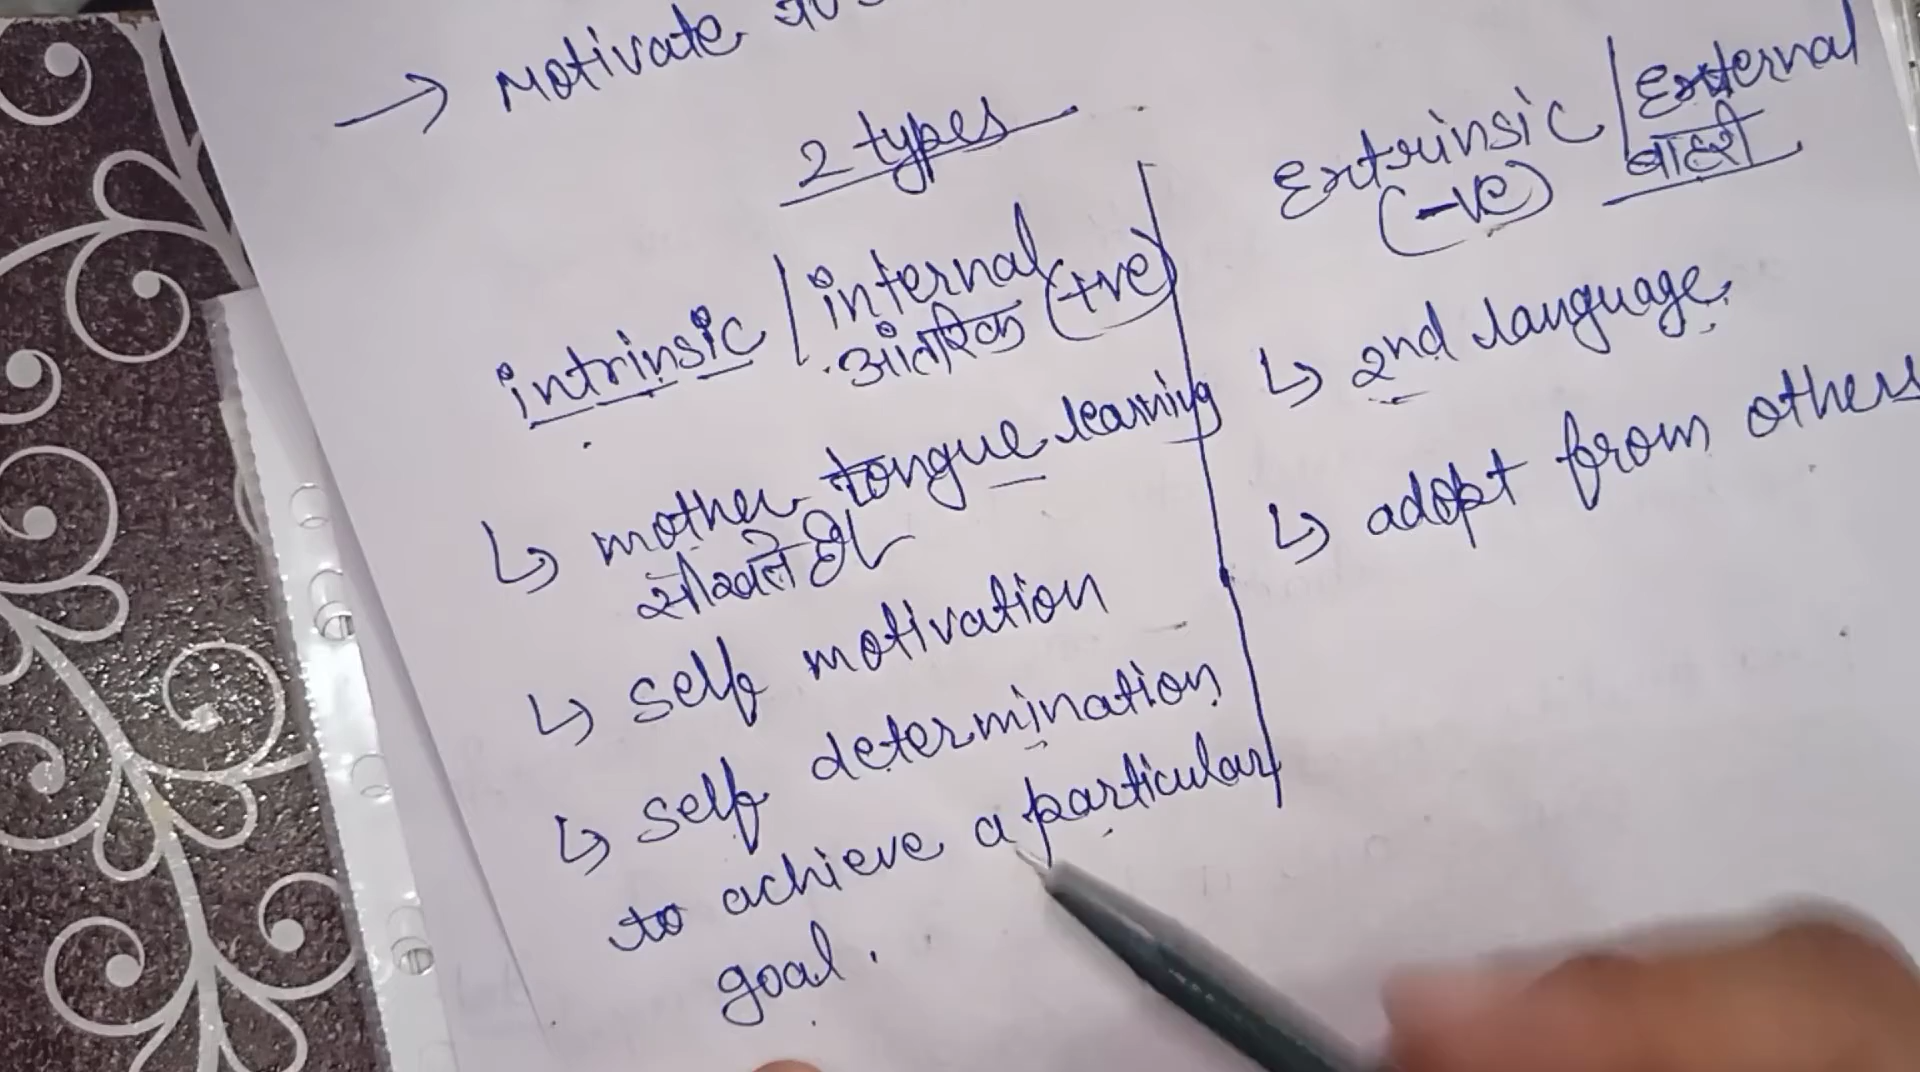 → Motivate
2 types
intrinsic / internal (+ve)
आंतरिक
↳ mother tongue learning
सीखते है
↳ self motivation
↳ self determination
to achieve a particular
goal.
Extrinsic / External
(-ve) बाहरी
↳ 2nd language
↳ adopt from others